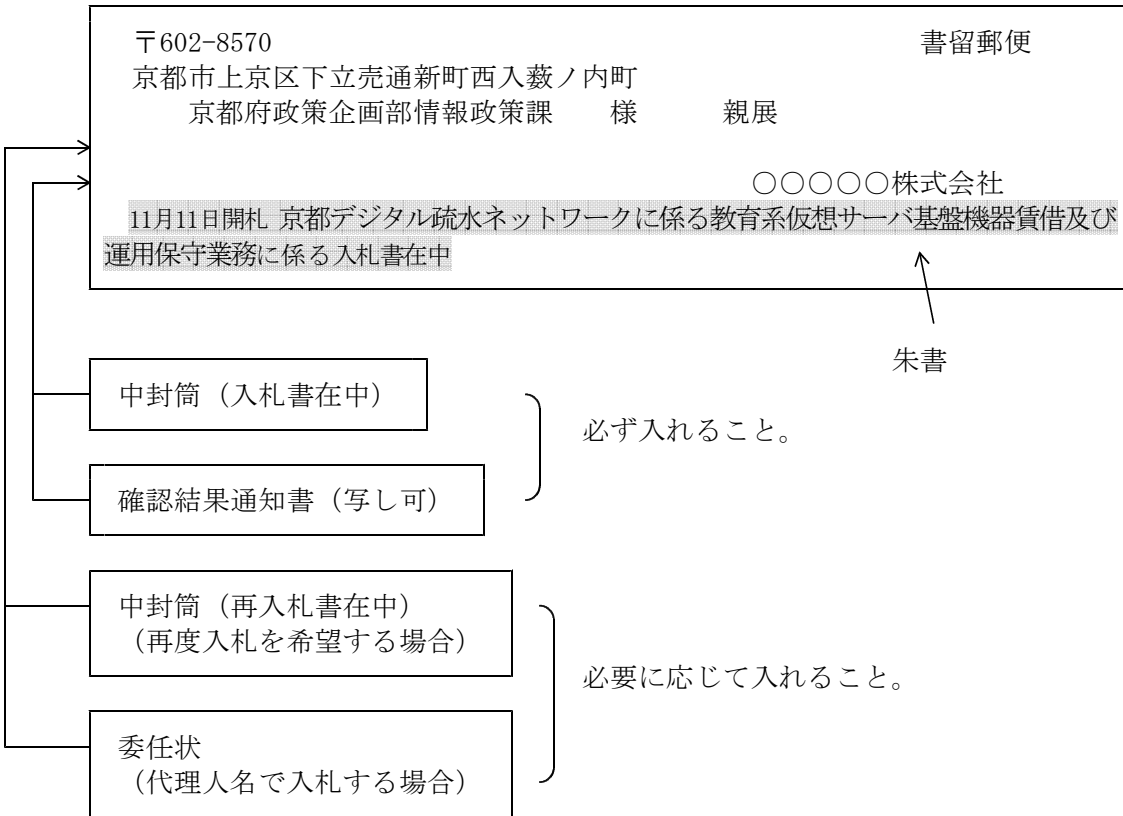 〒602-8570　書留郵便
京都市上京区下立売通新町西入薮ノ内町
京都府政策企画部情報政策課　様　親展
○○○○○株式会社
11月11日開札 京都デジタル疏水ネットワークに係る教育系仮想サーバ基盤機器賃借及び
運用保守業務に係る入札書在中
朱書
中封筒（入札書在中）
必ず入れること。
確認結果通知書（写し可）
中封筒（再入札書在中）
（再度入札を希望する場合）
必要に応じて入れること。
委任状
（代理人名で入札する場合）